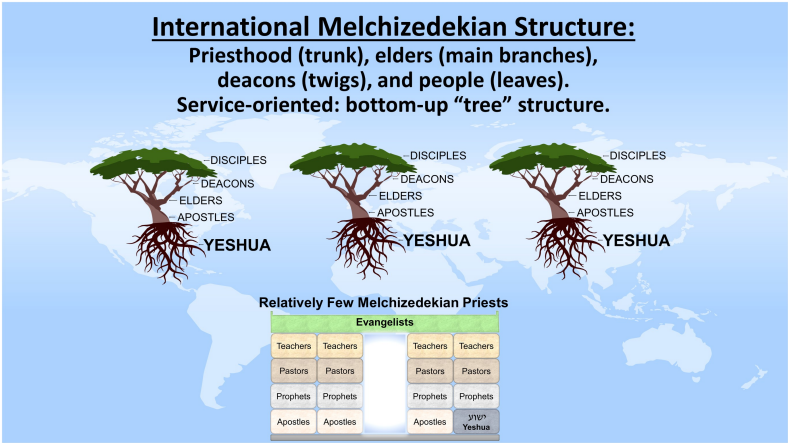 International Melchizedekian Structure:
Priesthood (trunk), elders (main branches),
deacons (twigs), and people (leaves).
Service-oriented: bottom-up “tree” structure.
DISCIPLES
DEACONS
ELDERS
APOSTLES
YESHUA
DISCIPLES
DEACONS
ELDERS
APOSTLES
YESHUA
DISCIPLES
DEACONS
ELDERS
APOSTLES
YESHUA
Relatively Few Melchizedekian Priests
Evangelists
Teachers Teachers Teachers Teachers
Pastors Pastors Pastors Pastors
Prophets Prophets Prophets Prophets
Apostles Apostles Apostles ישוע
Yeshua